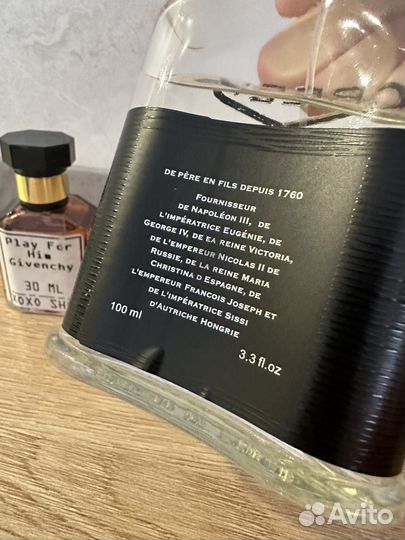 DE PÈRE EN FILS DEPUIS 1760
FOURNISSEUR
DE NAPOLÉON III, DE
L'IMPÉRATRICE EUGÉNIE, DE
GEORGE IV, DE EA REINE VICTORIA,
DE L'EMPEREUR NICOLAS II DE
RUSSIE, DE LA REINE MARIA
CHRISTINA D ESPAGNE, DE
L'EMPEREUR FRANCOIS JOSEPH ET
DE L'IMPÉRATRICE SISSI
D'AUTRICHE HONGRIE
100 ml
3.3 fl.oz
Play For
Him
Givenchy
30 ML
XOXO SH
Avito